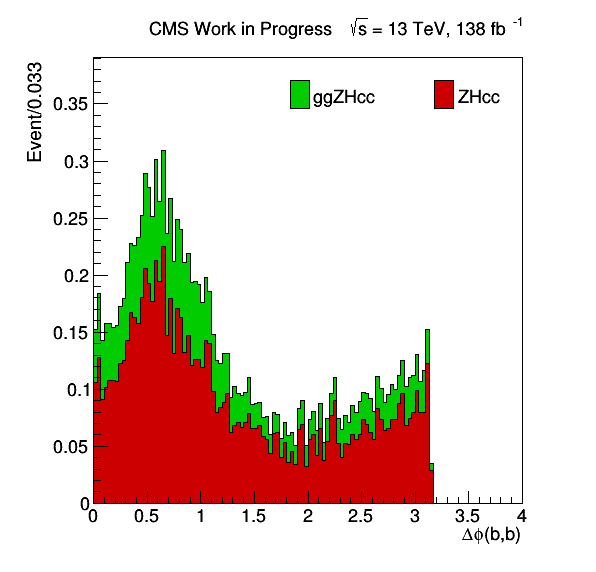 CMS Work in Progress √s = 13 TeV, 138 fb -1
Event/0.033
ggZHcc ZHcc
0.35
0.3
0.25
0.2
0.15
0.1
0.05
0
0 0.5 1 1.5 2 2.5 3 3.5 4
Δϕ(b,b)